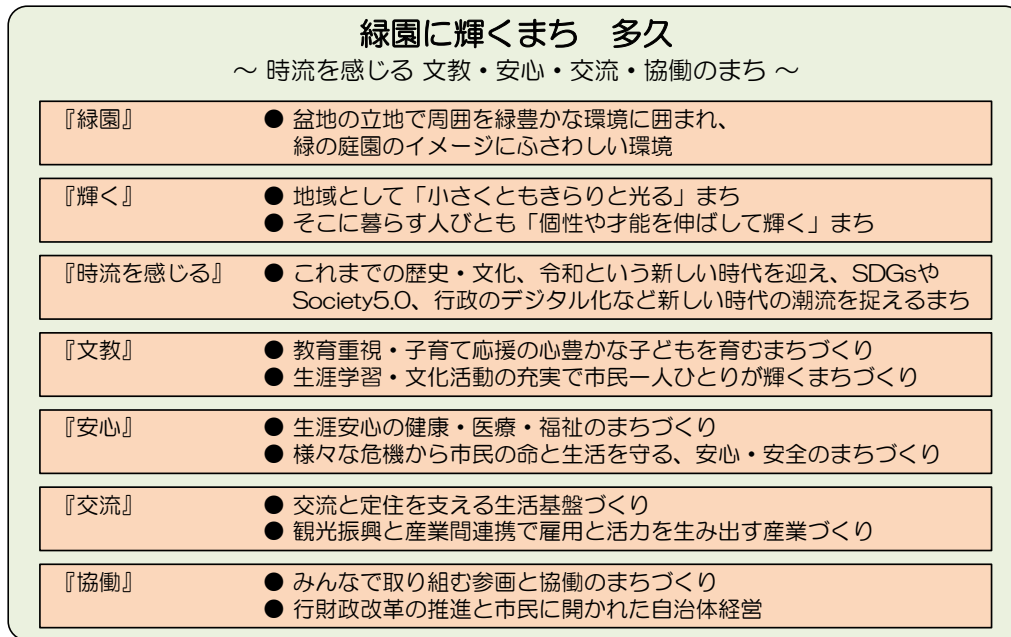 緑園に輝くまち　多久
～ 時流を感じる 文教・安心・交流・協働のまち ～
『緑園』 ● 盆地の立地で周囲を緑豊かな環境に囲まれ、
緑の庭園のイメージにふさわしい環境
『輝く』 ● 地域として「小さくともきらりと光る」まち
● そこに暮らす人びとも「個性や才能を伸ばして輝く」まち
『時流を感じる』 ● これまでの歴史・文化、令和という新しい時代を迎え、SDGsや
Society5.0、行政のデジタル化など新しい時代の潮流を捉えるまち
『文教』 ● 教育重視・子育て応援の心豊かな子どもを育むまちづくり
● 生涯学習・文化活動の充実で市民一人ひとりが輝くまちづくり
『安心』 ● 生涯安心の健康・医療・福祉のまちづくり
● 様々な危機から市民の命と生活を守る、安心・安全のまちづくり
『交流』 ● 交流と定住を支える生活基盤づくり
● 観光振興と産業間連携で雇用と活力を生み出す産業づくり
『協働』 ● みんなで取り組む参画と協働のまちづくり
● 行財政改革の推進と市民に開かれた自治体経営